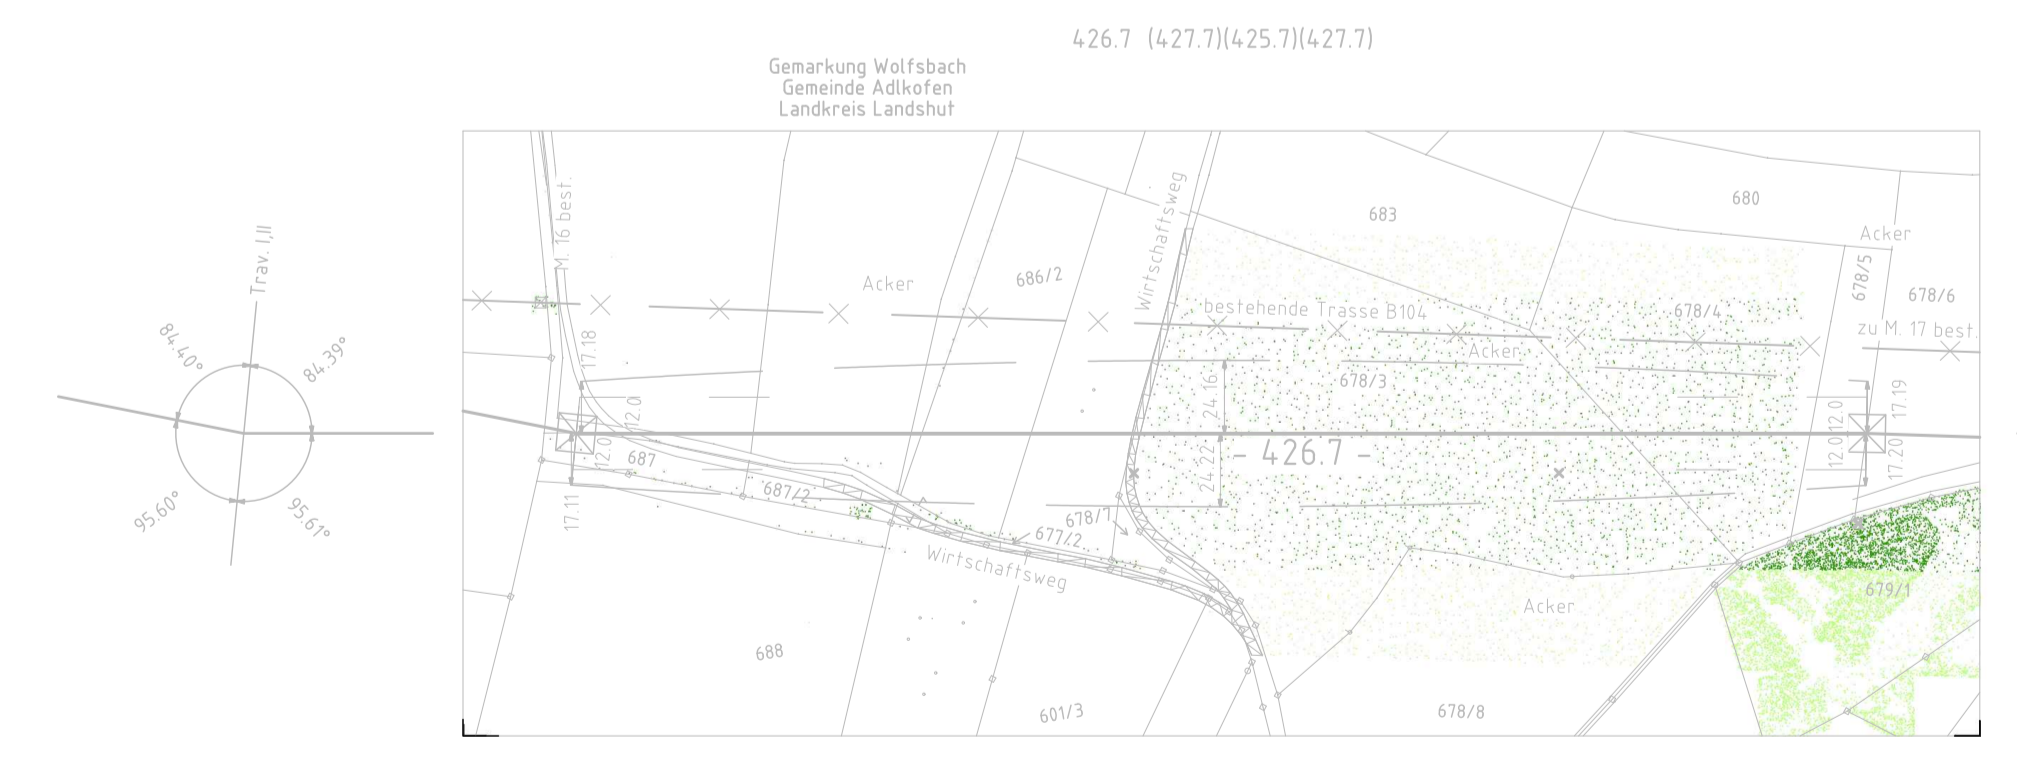 426.7 (427.7)(425.7)(427.7)
Gemarkung Wolfsbach
Gemeinde Adlkofen
Landkreis Landshut
Trav. I,II
84.40°
84.39°
95.60°
95.61°
M. 16 best.
Wirtschaftsweg
683
680
Acker
678/5
678/6
686/2
Acker
bestehende Trasse B104
678/4
zu M. 17 best.
17.18
Acker
678/3
24.16
17.19
12.0
12.0
- 426.7 -
12.0
12.0
687
687/2
24.22
17.20
17.11
678/7
677/2
Wirtschaftsweg
679/1
Acker
688
601/3
678/8